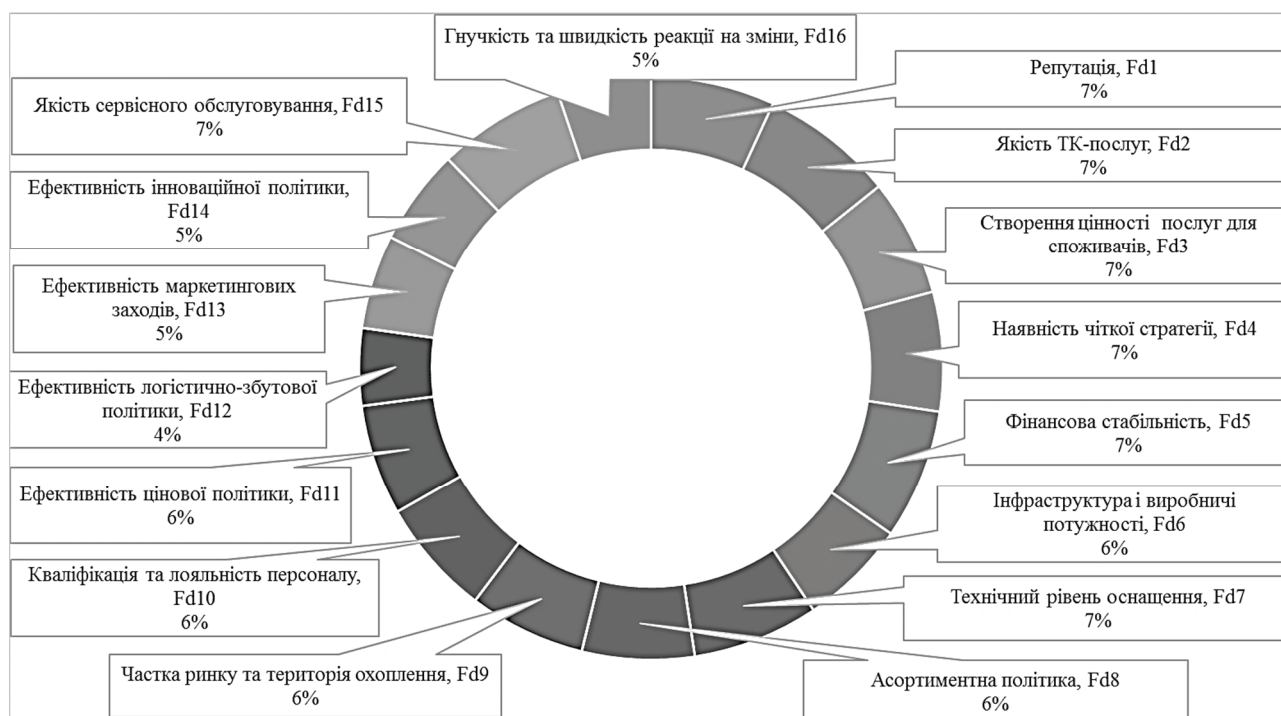 Гнучкість та швидкість реакції на зміни, Fd16
5%
Репутація, Fd1
7%
Якість ТК-послуг, Fd2
7%
Створення цінності послуг для
споживачів, Fd3
7%
Наявність чіткої стратегії, Fd4
7%
Фінансова стабільність, Fd5
7%
Інфраструктура і виробничі
потужності, Fd6
6%
Технічний рівень оснащення, Fd7
7%
Асортиментна політика, Fd8
6%
Частка ринку та територія охоплення, Fd9
6%
Кваліфікація та лояльність персоналу,
Fd10
6%
Ефективність цінової політики, Fd11
6%
Ефективність логістично-збутової
політики, Fd12
4%
Ефективність маркетингових
заходів, Fd13
5%
Ефективність інноваційної політики,
Fd14
5%
Якість сервісного обслуговування, Fd15
7%